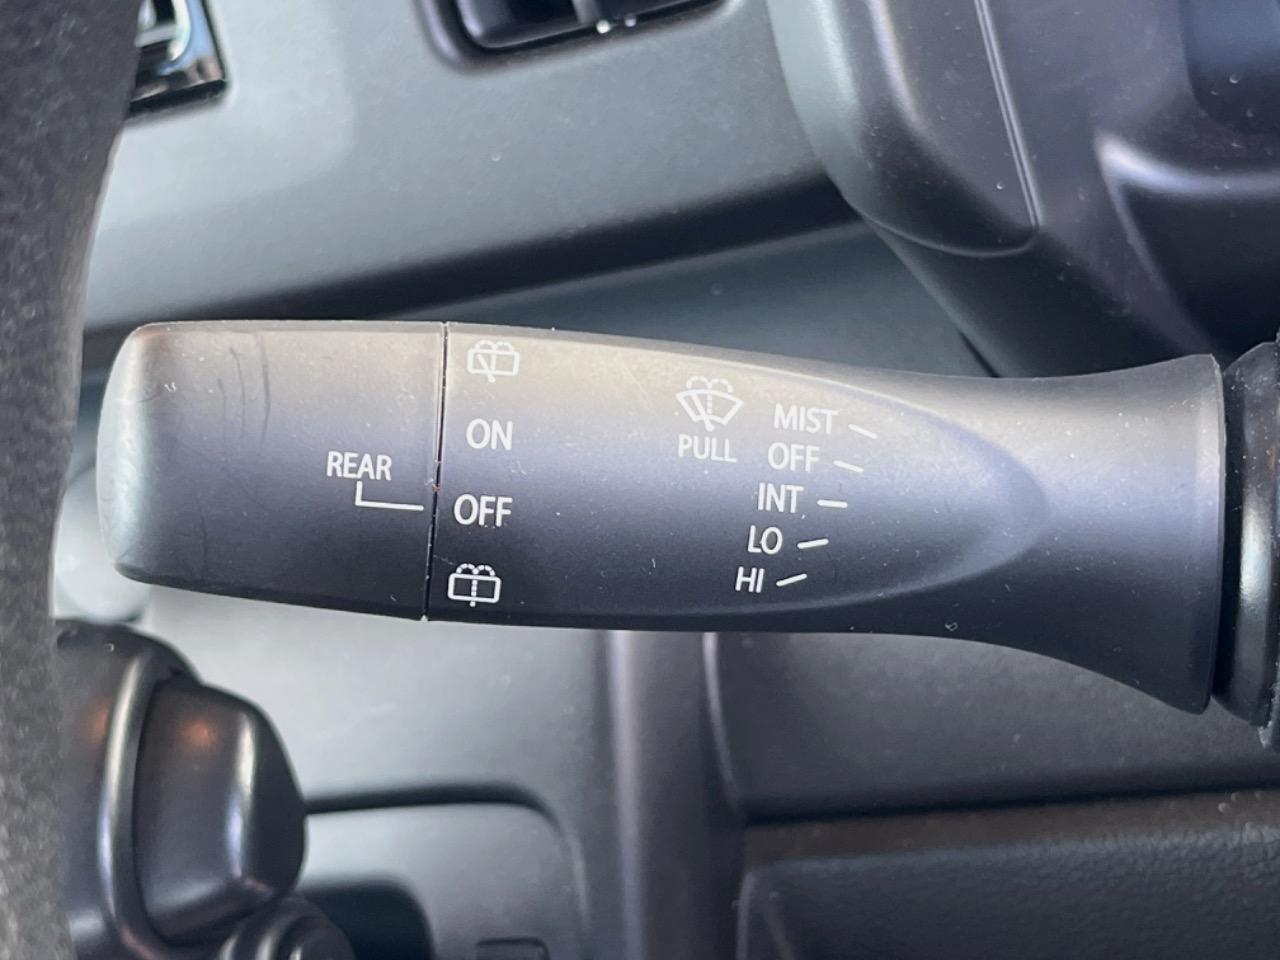 REAR
ON
OFF
PULL
MIST
OFF
INT
LO
HI